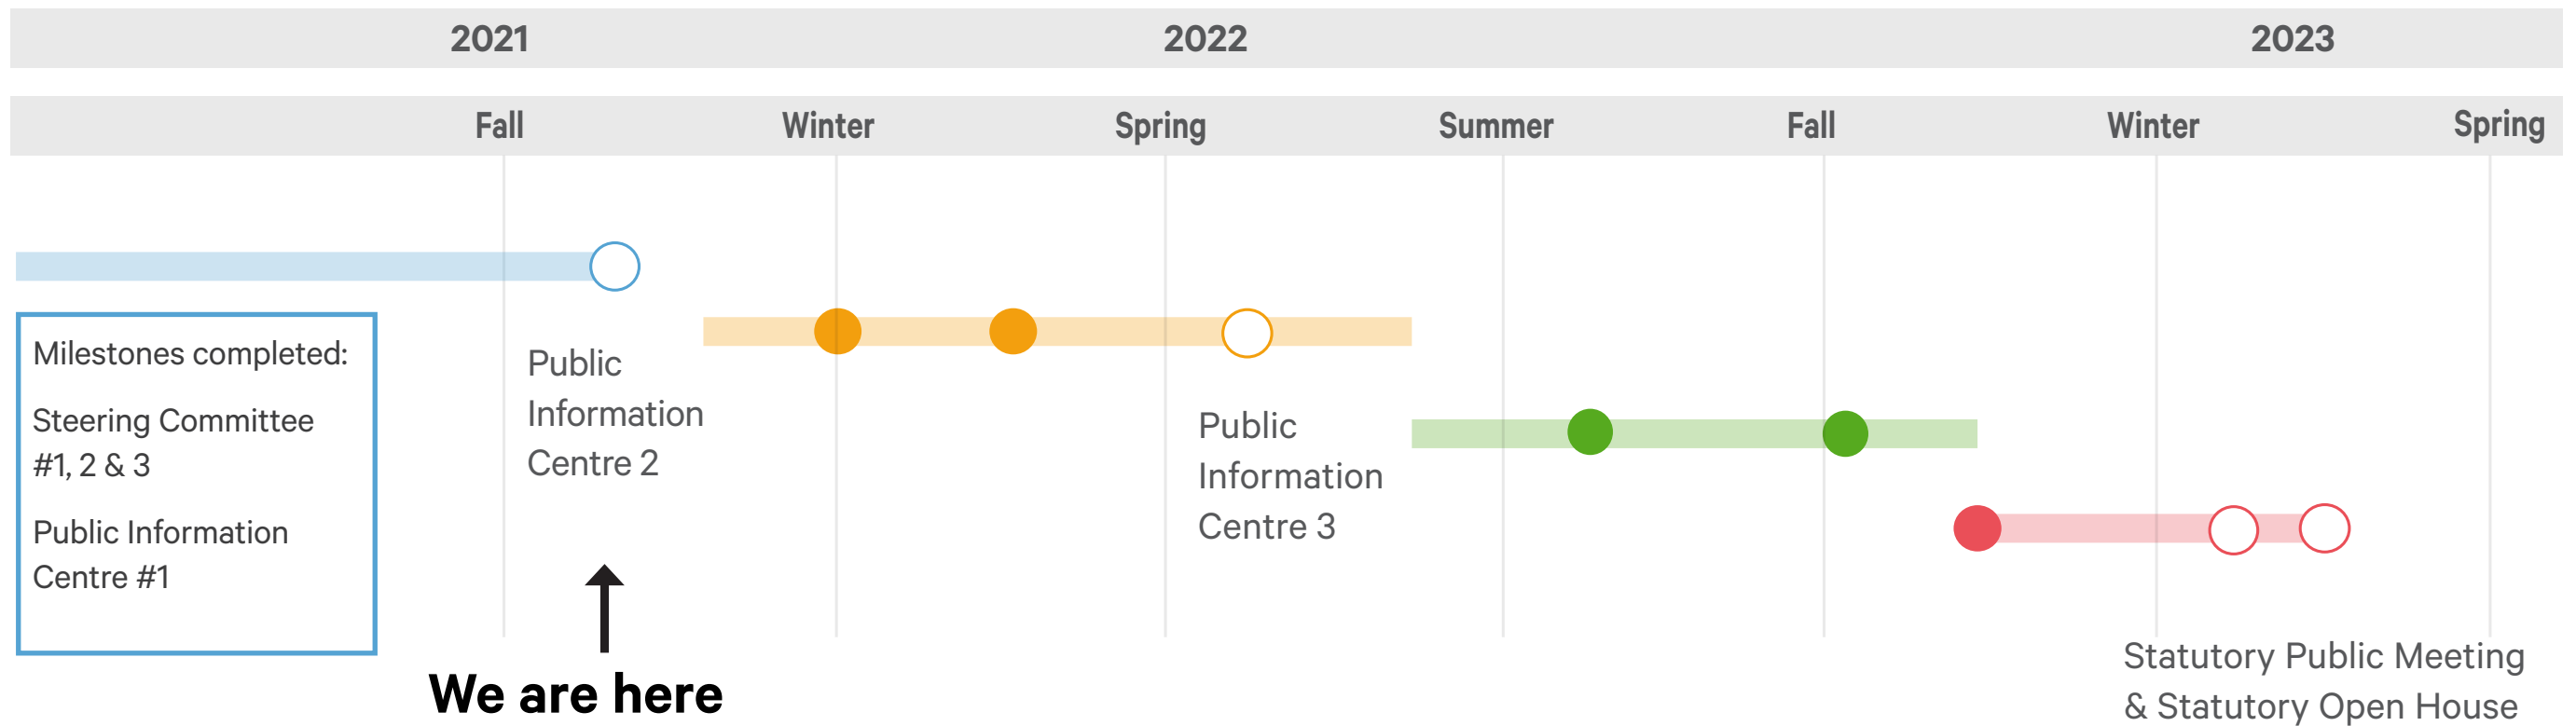 2021 2022 2023
Fall Winter Spring Summer Fall Winter Spring
Milestones completed:
Steering Committee
#1, 2 & 3
Public Information
Centre #1
Public
Information
Centre 2
We are here
Public
Information
Centre 3
Statutory Public Meeting
& Statutory Open House